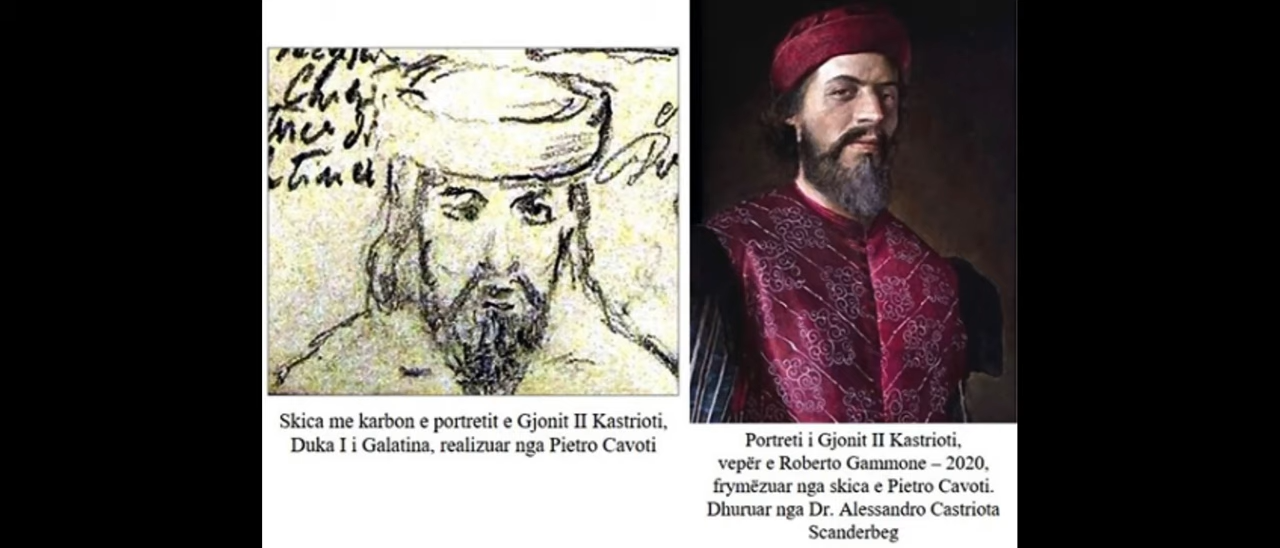 Skica me karbon e portretit e Gjonit II Kastrioti,
Duka I i Galatina, realizuar nga Pietro Cavoti
Portreti i Gjonit II Kastrioti,
vepër e Roberto Gammone – 2020,
frymëzuar nga skica e Pietro Cavoti.
Dhuruar nga Dr. Alessandro Castriota
Scanderbeg